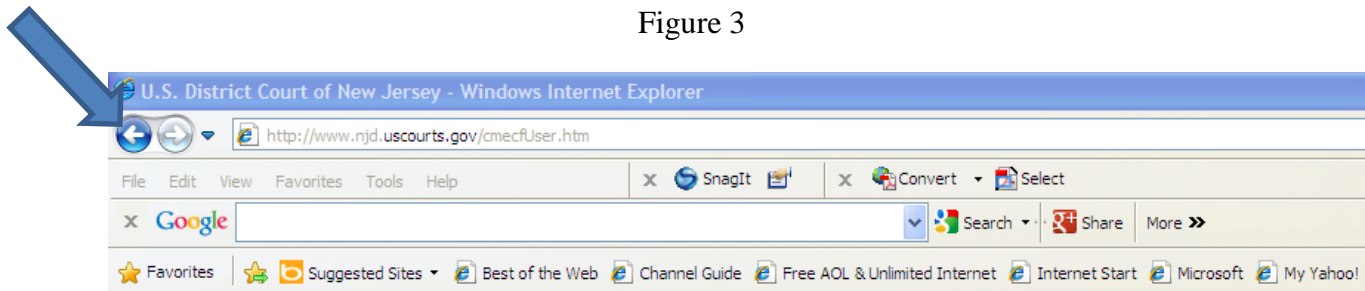 Figure 3
U.S. District Court of New Jersey - Windows Internet Explorer
http://www.njd.uscourts.gov/cmecfUser.htm
File Edit View Favorites Tools Help x SnagIt x Convert Select
x Google Search Share More »
Favorites Suggested Sites Best of the Web Channel Guide Free AOL & Unlimited Internet Internet Start Microsoft My Yahoo!